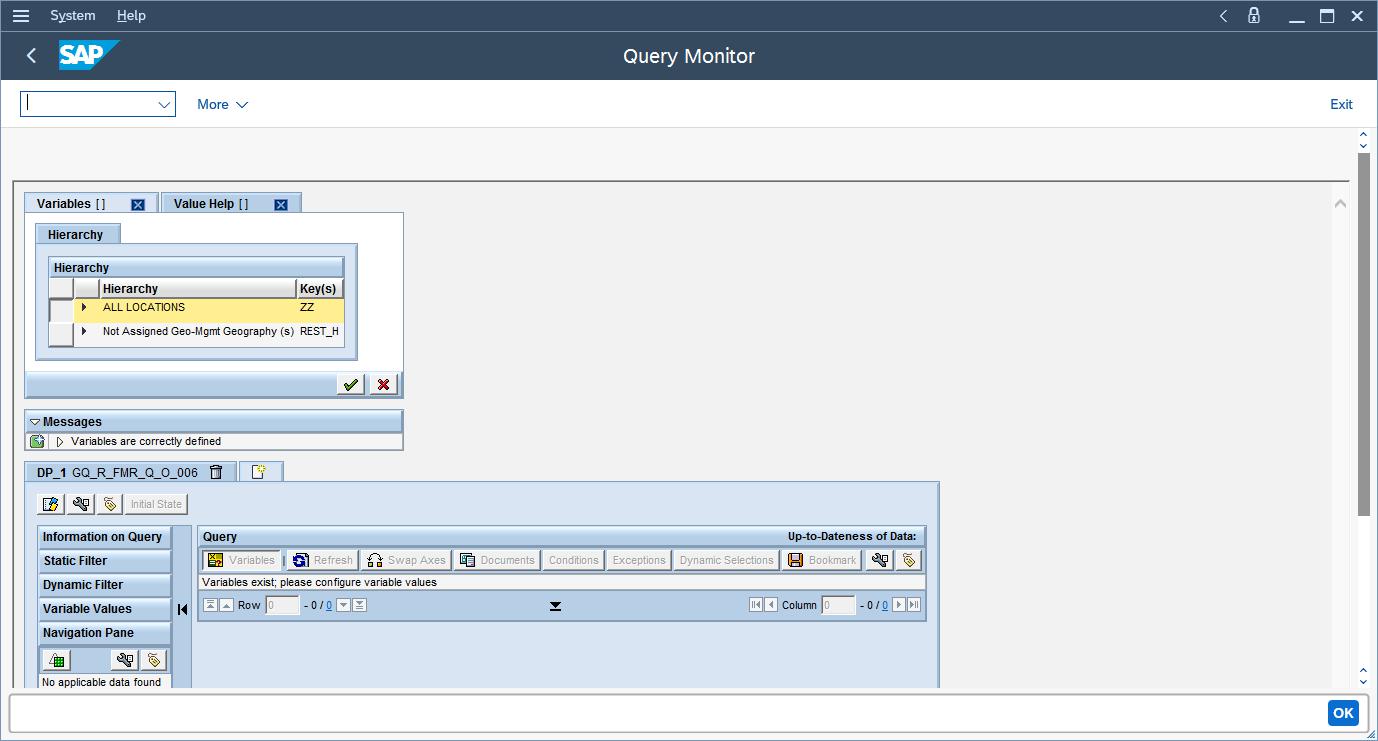 System Help
SAP Query Monitor
More Exit
Variables [ ] Value Help [ ]
Hierarchy
Hierarchy
Hierarchy Key(s)
ALL LOCATIONS ZZ
Not Assigned Geo-Mgmt Geography (s) REST_H
Messages
Variables are correctly defined
DP_1 GQ_R_FMR_Q_O_006
Initial State
Information on Query
Static Filter
Dynamic Filter
Variable Values
Navigation Pane
No applicable data found
Query Up-to-Dateness of Data:
Variables Refresh Swap Axes Documents Conditions Exceptions Dynamic Selections Bookmark
Variables exist; please configure variable values
Row 0 - 0 / 0 Column 0 - 0 / 0
OK